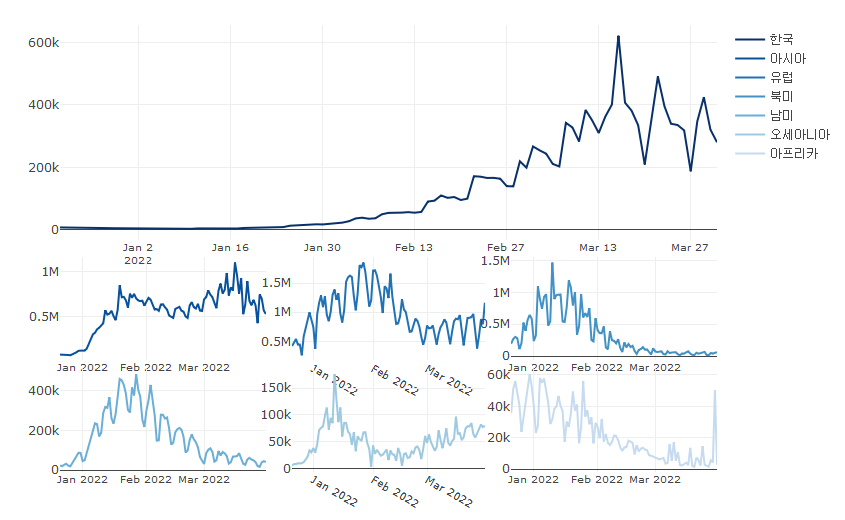 600k
400k
200k
0
Jan 2
2022
Jan 16
Jan 30
Feb 13
Feb 27
Mar 13
Mar 27
한국
아시아
유럽
북미
남미
오세아니아
아프리카
1M
0.5M
Jan 2022 Feb 2022 Mar 2022
1.5M
1M
0.5M
Jan 2022 Feb 2022 Mar 2022
1.5M
1M
0.5M
0
Jan 2022 Feb 2022 Mar 2022
400k
200k
0
Jan 2022 Feb 2022 Mar 2022
150k
100k
50k
0
Jan 2022 Feb 2022 Mar 2022
60k
40k
20k
0
Jan 2022 Feb 2022 Mar 2022